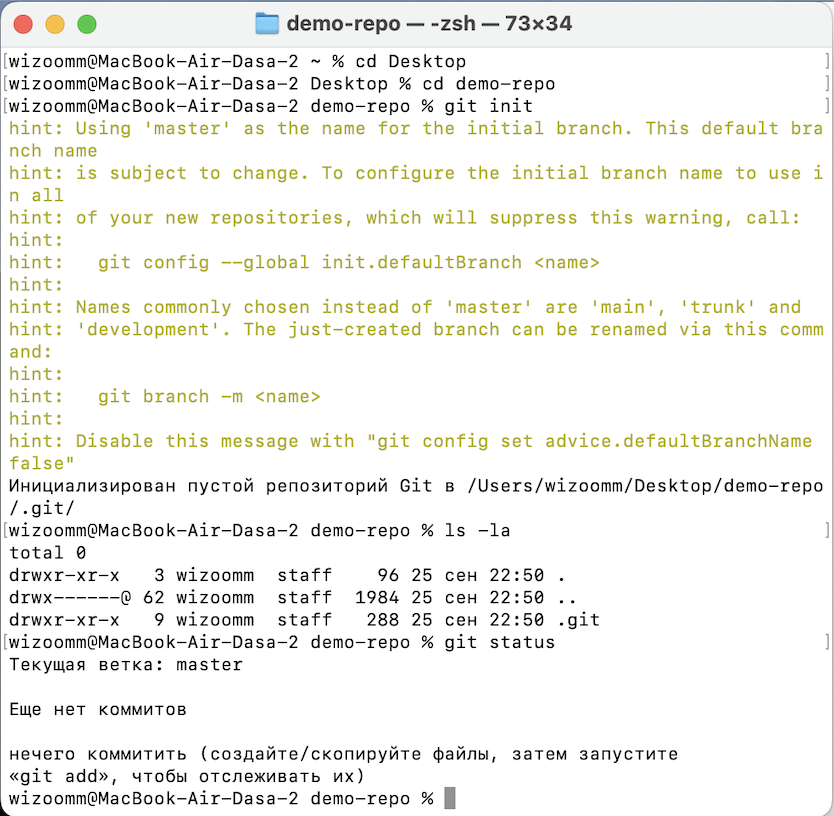 demo-repo — -zsh — 73×34
[wizoomm@MacBook-Air-Dasa-2 ~ % cd Desktop ]
[wizoomm@MacBook-Air-Dasa-2 Desktop % cd demo-repo ]
[wizoomm@MacBook-Air-Dasa-2 demo-repo % git init ]
hint: Using 'master' as the name for the initial branch. This default bra
nch name
hint: is subject to change. To configure the initial branch name to use i
n all
hint: of your new repositories, which will suppress this warning, call:
hint:
hint:   git config --global init.defaultBranch <name>
hint:
hint: Names commonly chosen instead of 'master' are 'main', 'trunk' and
hint: 'development'. The just-created branch can be renamed via this comm
and:
hint:
hint:   git branch -m <name>
hint:
hint: Disable this message with "git config set advice.defaultBranchName
false"
Инициализирован пустой репозиторий Git в /Users/wizoomm/Desktop/demo-repo
/.git/
[wizoomm@MacBook-Air-Dasa-2 demo-repo % ls -la ]
total 0
drwxr-xr-x   3 wizoomm  staff    96 25 сен 22:50 .
drwx------@ 62 wizoomm  staff  1984 25 сен 22:50 ..
drwxr-xr-x   9 wizoomm  staff   288 25 сен 22:50 .git
[wizoomm@MacBook-Air-Dasa-2 demo-repo % git status ]
Текущая ветка: master
Еще нет коммитов
нечего коммитить (создайте/скопируйте файлы, затем запустите
«git add», чтобы отслеживать их)
wizoomm@MacBook-Air-Dasa-2 demo-repo %